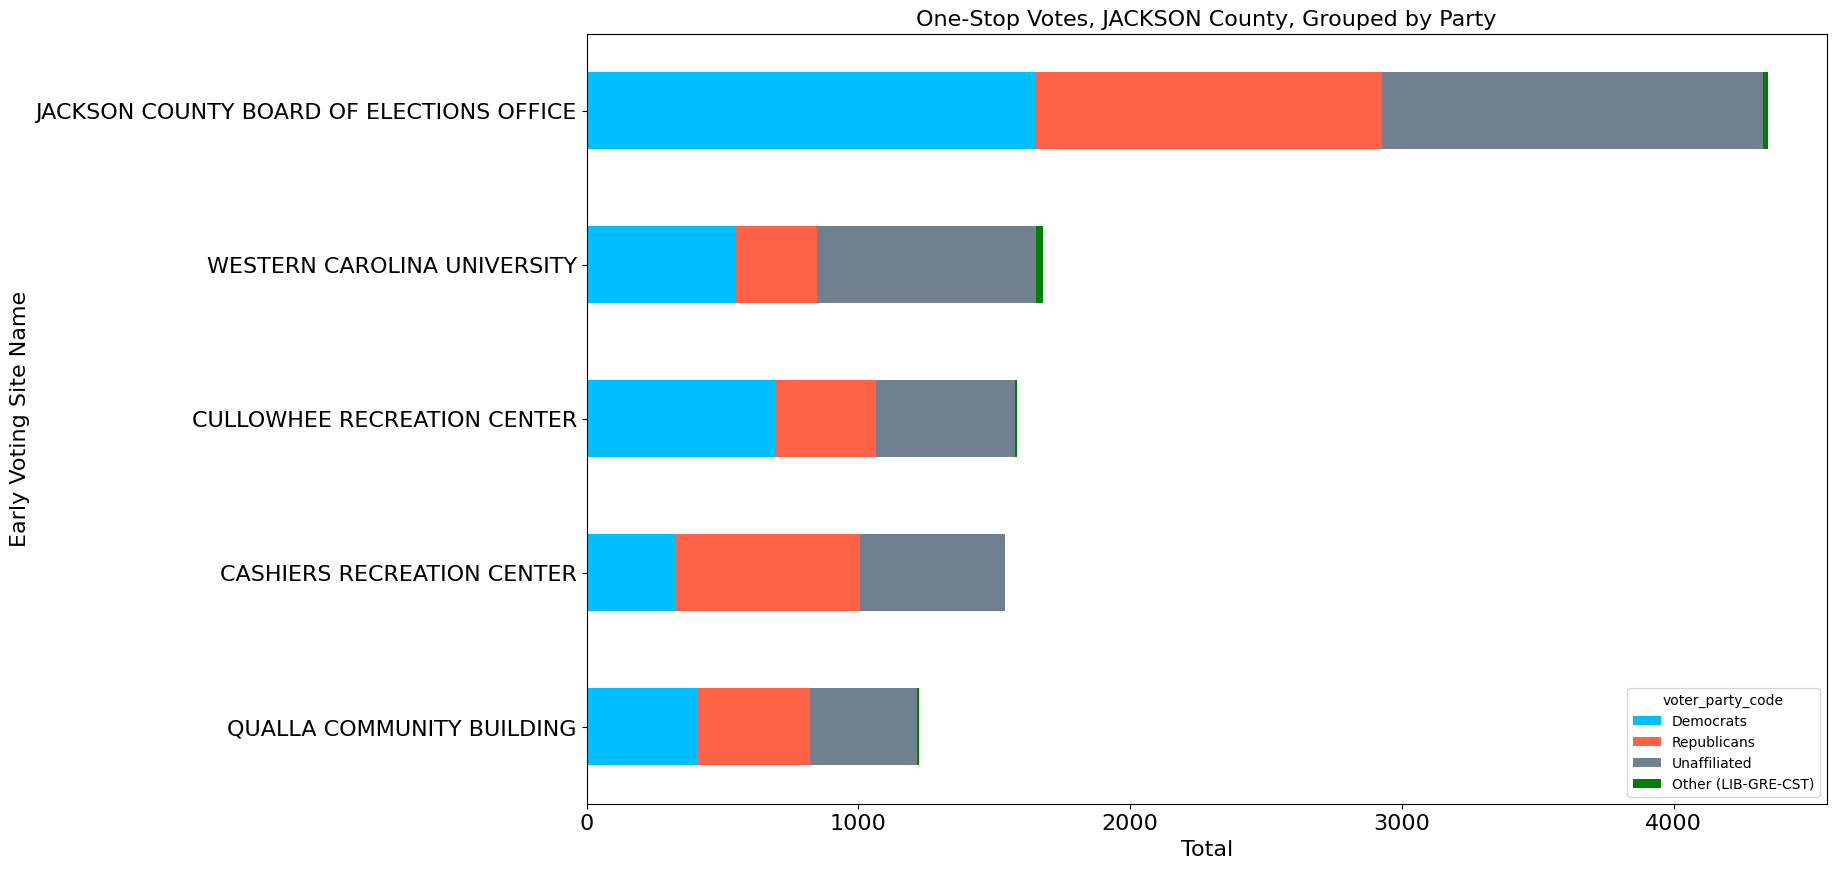 One-Stop Votes, JACKSON County, Grouped by Party
Early Voting Site Name
JACKSON COUNTY BOARD OF ELECTIONS OFFICE
WESTERN CAROLINA UNIVERSITY
CULLOWHEE RECREATION CENTER
CASHIERS RECREATION CENTER
QUALLA COMMUNITY BUILDING
voter_party_code
Democrats
Republicans
Unaffiliated
Other (LIB-GRE-CST)
0 1000 2000 3000 4000
Total